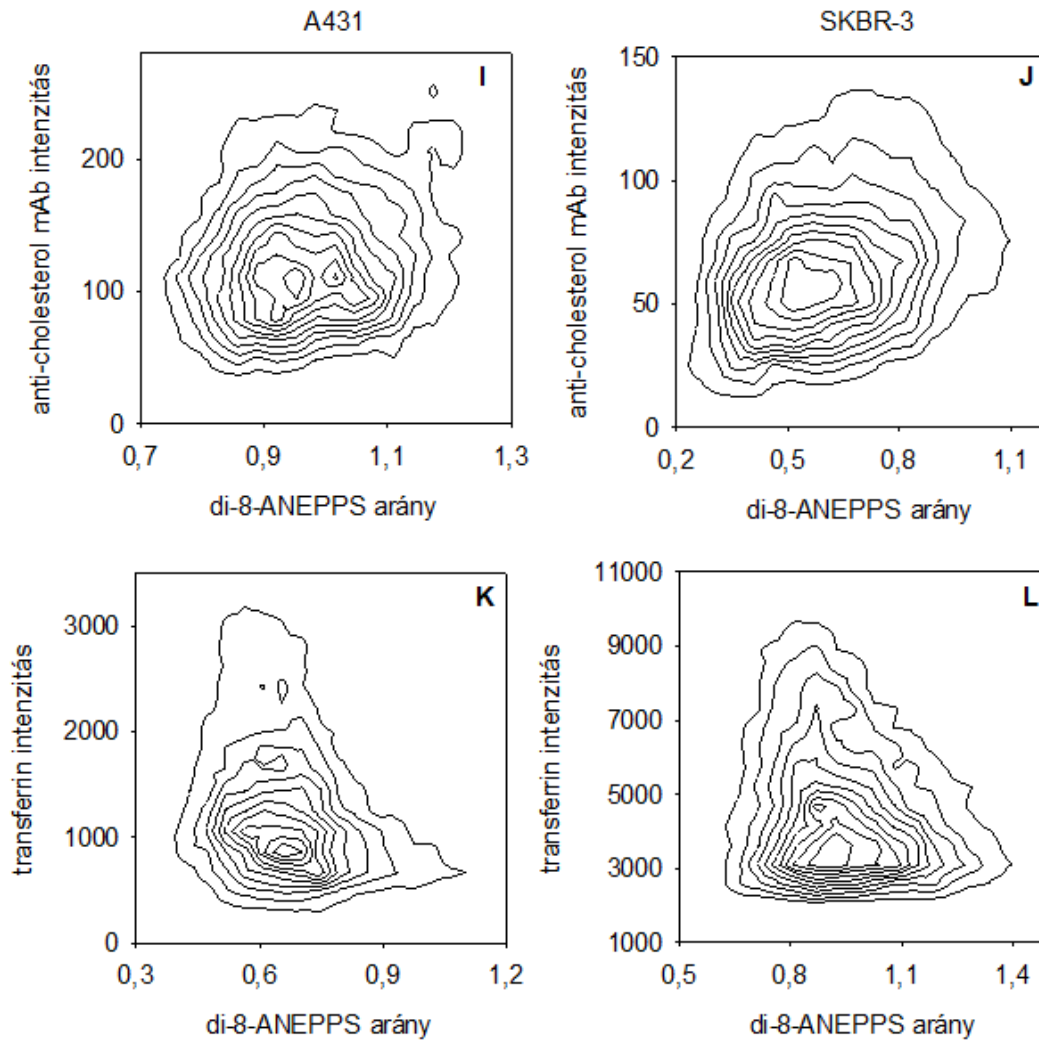 A431
SKBR-3
anti-cholesterol mAb intenzitás
I
200
100
0
0,7 0,9 1,1 1,3
di-8-ANEPPS arány
anti-cholesterol mAb intenzitás
J
150
100
50
0
0,2 0,5 0,8 1,1
di-8-ANEPPS arány
transferrin intenzitás
K
3000
2000
1000
0
0,3 0,6 0,9 1,2
di-8-ANEPPS arány
transferrin intenzitás
L
11000
9000
7000
5000
3000
1000
0,5 0,8 1,1 1,4
di-8-ANEPPS arány